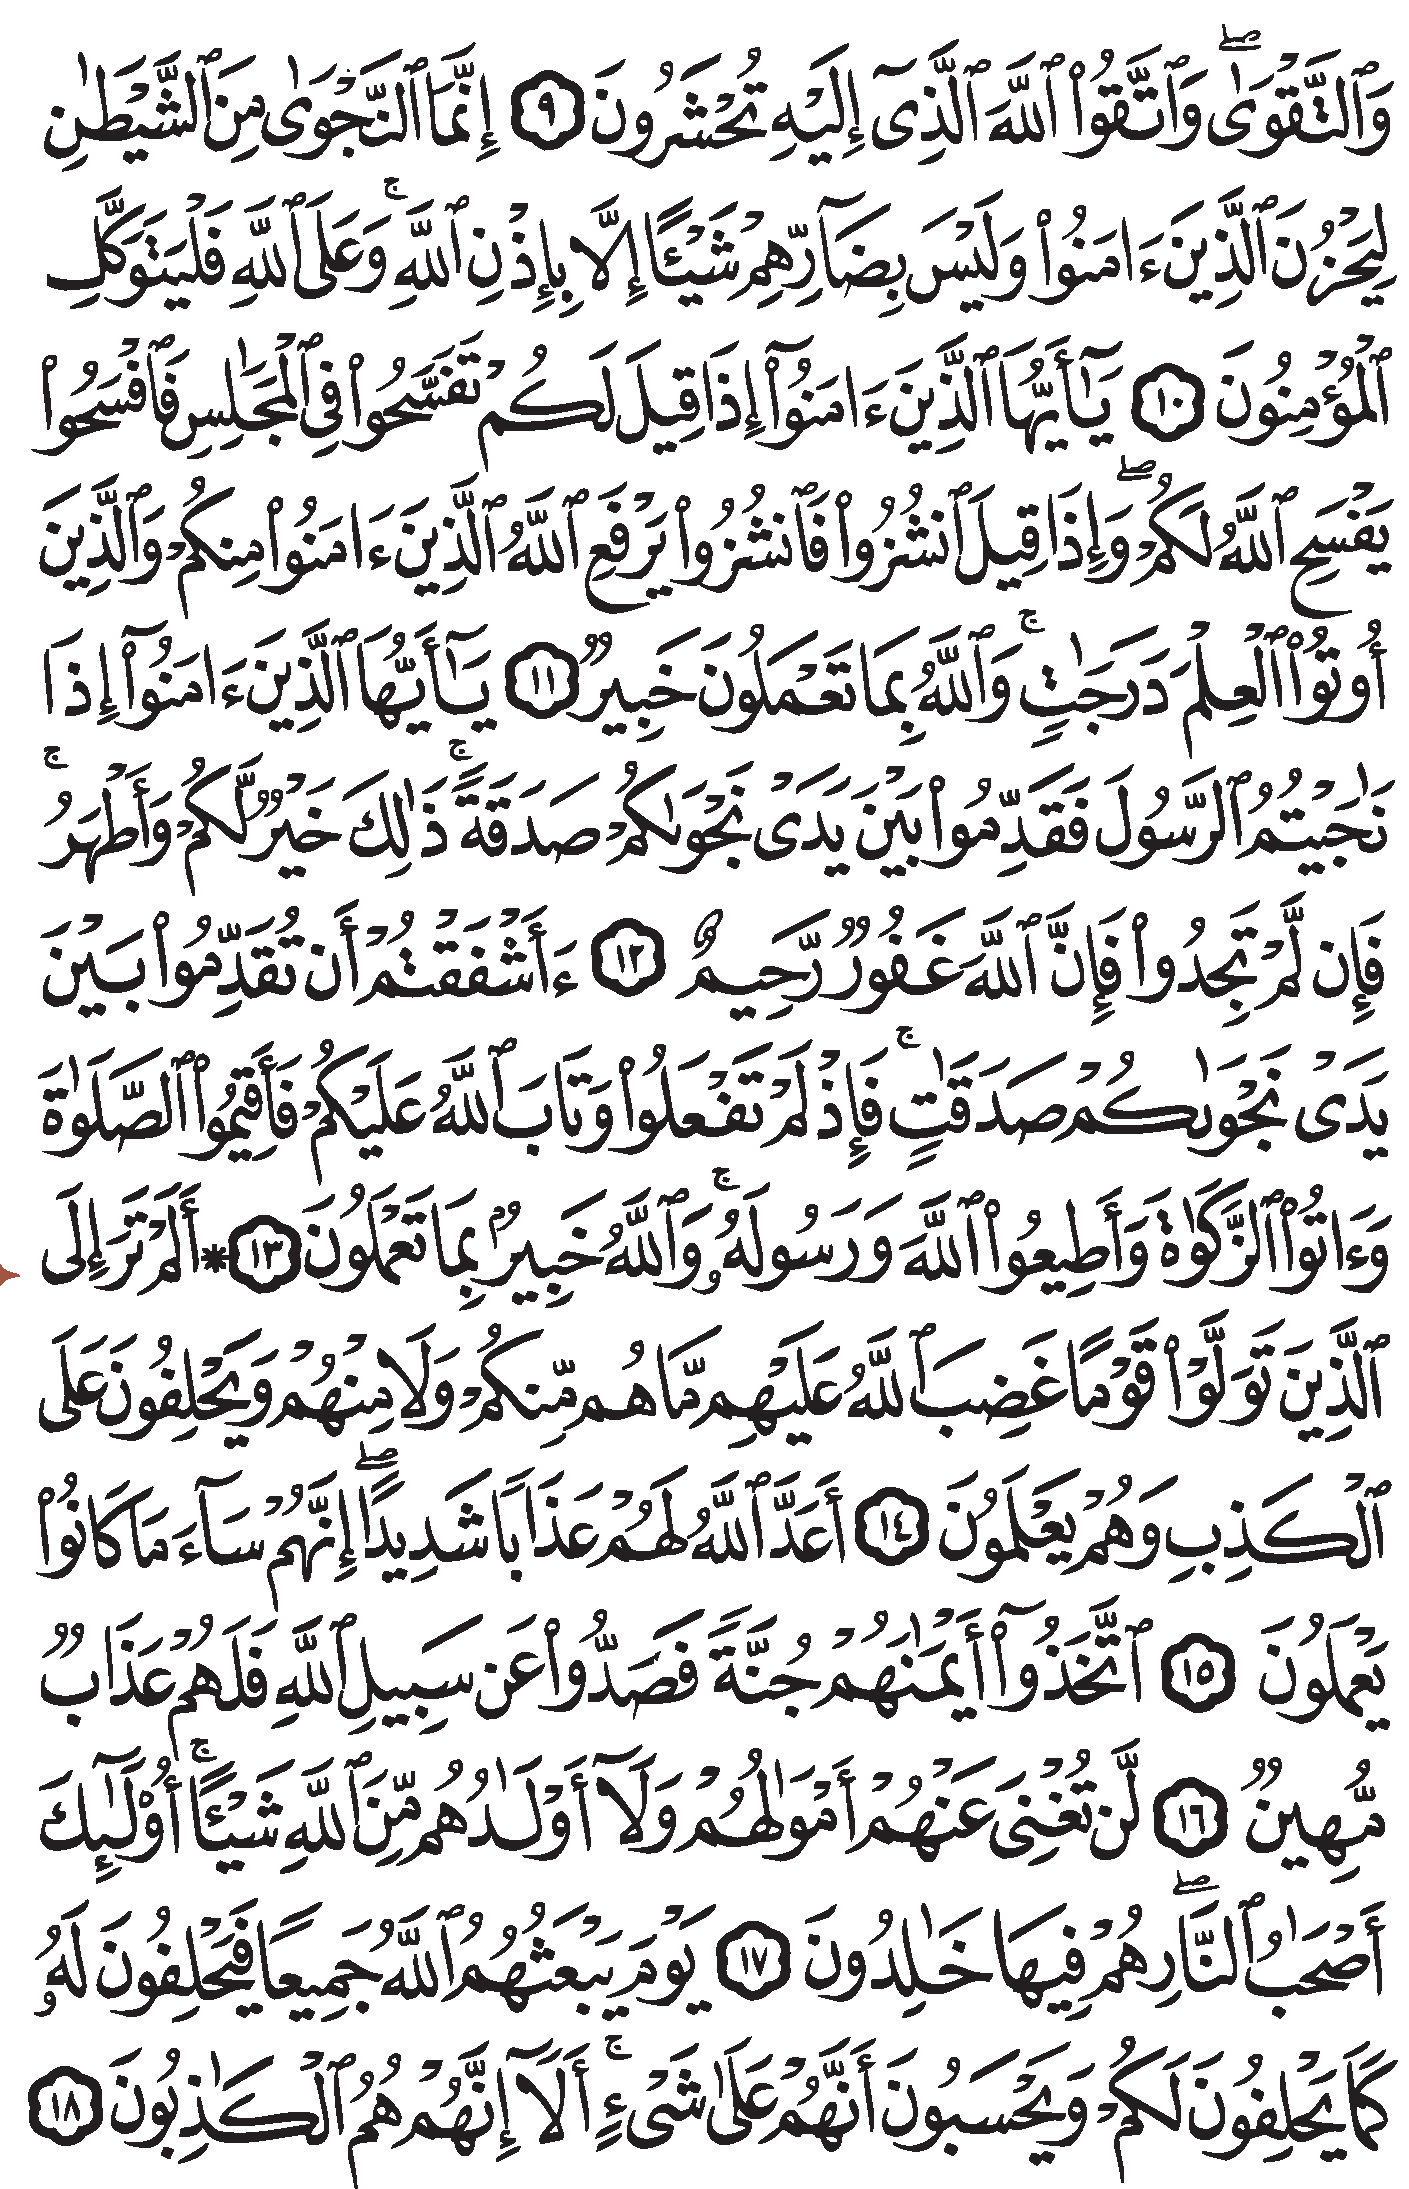 وَٱلتَّقْوَىٰۖ وَٱتَّقُوا۟ ٱللَّهَ ٱلَّذِىٓ إِلَيْهِ تُحْشَرُونَ ٩ إِنَّمَا ٱلنَّجْوَىٰ مِنَ ٱلشَّيْطَٰنِ
لِيَحْزُنَ ٱلَّذِينَ ءَامَنُوا۟ وَلَيْسَ بِضَآرِّهِمْ شَيْـًٔا إِلَّا بِإِذْنِ ٱللَّهِۚ وَعَلَى ٱللَّهِ فَلْيَتَوَكَّلِ
ٱلْمُؤْمِنُونَ ١٠ يَٰٓأَيُّهَا ٱلَّذِينَ ءَامَنُوٓا۟ إِذَا قِيلَ لَكُمْ تَفَسَّحُوا۟ فِى ٱلْمَجَٰلِسِ فَٱفْسَحُوا۟
يَفْسَحِ ٱللَّهُ لَكُمْۖ وَإِذَا قِيلَ ٱنشُزُوا۟ فَٱنشُزُوا۟ يَرْفَعِ ٱللَّهُ ٱلَّذِينَ ءَامَنُوا۟ مِنكُمْ وَٱلَّذِينَ
أُوتُوا۟ ٱلْعِلْمَ دَرَجَٰتٍۚ وَٱللَّهُ بِمَا تَعْمَلُونَ خَبِيرٌ ١١ يَٰٓأَيُّهَا ٱلَّذِينَ ءَامَنُوٓا۟ إِذَا
نَٰجَيْتُمُ ٱلرَّسُولَ فَقَدِّمُوا۟ بَيْنَ يَدَىْ نَجْوَىٰكُمْ صَدَقَةًۚ ذَٰلِكَ خَيْرٌ لَّكُمْ وَأَطْهَرُۚ
فَإِن لَّمْ تَجِدُوا۟ فَإِنَّ ٱللَّهَ غَفُورٌ رَّحِيمٌ ١٢ ءَأَشْفَقْتُمْ أَن تُقَدِّمُوا۟ بَيْنَ
يَدَىْ نَجْوَىٰكُمْ صَدَقَٰتٍۚ فَإِذْ لَمْ تَفْعَلُوا۟ وَتَابَ ٱللَّهُ عَلَيْكُمْ فَأَقِيمُوا۟ ٱلصَّلَوٰةَ
وَءَاتُوا۟ ٱلزَّكَوٰةَ وَأَطِيعُوا۟ ٱللَّهَ وَرَسُولَهُۥۚ وَٱللَّهُ خَبِيرٌۢ بِمَا تَعْمَلُونَ ١٣ * أَلَمْ تَرَ إِلَى
ٱلَّذِينَ تَوَلَّوْا۟ قَوْمًا غَضِبَ ٱللَّهُ عَلَيْهِم مَّا هُم مِّنكُمْ وَلَا مِنْهُمْ وَيَحْلِفُونَ عَلَى
ٱلْكَذِبِ وَهُمْ يَعْلَمُونَ ١٤ أَعَدَّ ٱللَّهُ لَهُمْ عَذَابًا شَدِيدًاۖ إِنَّهُمْ سَآءَ مَا كَانُوا۟
يَعْمَلُونَ ١٥ ٱتَّخَذُوٓا۟ أَيْمَٰنَهُمْ جُنَّةً فَصَدُّوا۟ عَن سَبِيلِ ٱللَّهِ فَلَهُمْ عَذَابٌ
مُّهِينٌ ١٦ لَّن تُغْنِىَ عَنْهُمْ أَمْوَٰلُهُمْ وَلَآ أَوْلَٰدُهُم مِّنَ ٱللَّهِ شَيْـًٔاۚ أُو۟لَٰٓئِكَ
أَصْحَٰبُ ٱلنَّارِۖ هُمْ فِيهَا خَٰلِدُونَ ١٧ يَوْمَ يَبْعَثُهُمُ ٱللَّهُ جَمِيعًا فَيَحْلِفُونَ لَهُۥ
كَمَا يَحْلِفُونَ لَكُمْ وَيَحْسَبُونَ أَنَّهُمْ عَلَىٰ شَىْءٍۚ أَلَآ إِنَّهُمْ هُمُ ٱلْكَٰذِبُونَ ١٨